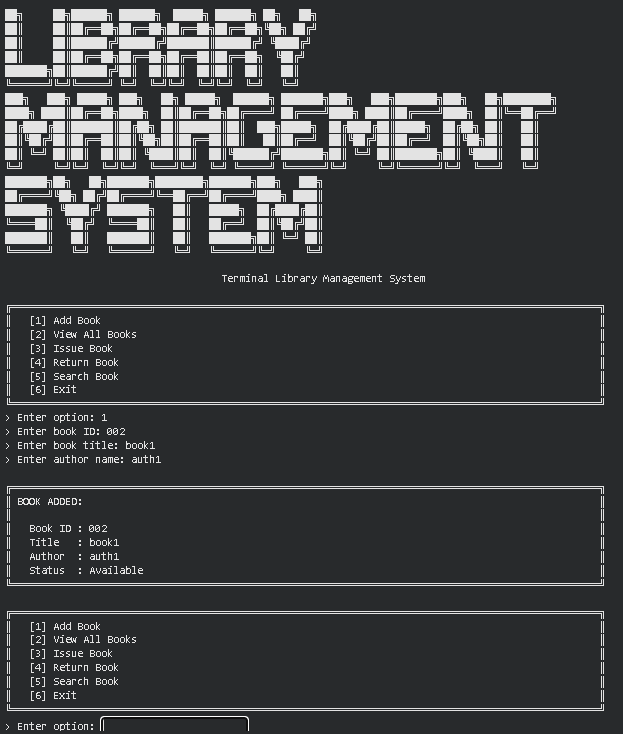 LIBRARY
MANAGEMENT
SYSTEM
Terminal Library Management System
[1] Add Book
[2] View All Books
[3] Issue Book
[4] Return Book
[5] Search Book
[6] Exit
> Enter option: 1
> Enter book ID: 002
> Enter book title: book1
> Enter author name: auth1
BOOK ADDED:
Book ID : 002
Title   : book1
Author  : auth1
Status  : Available
[1] Add Book
[2] View All Books
[3] Issue Book
[4] Return Book
[5] Search Book
[6] Exit
> Enter option: